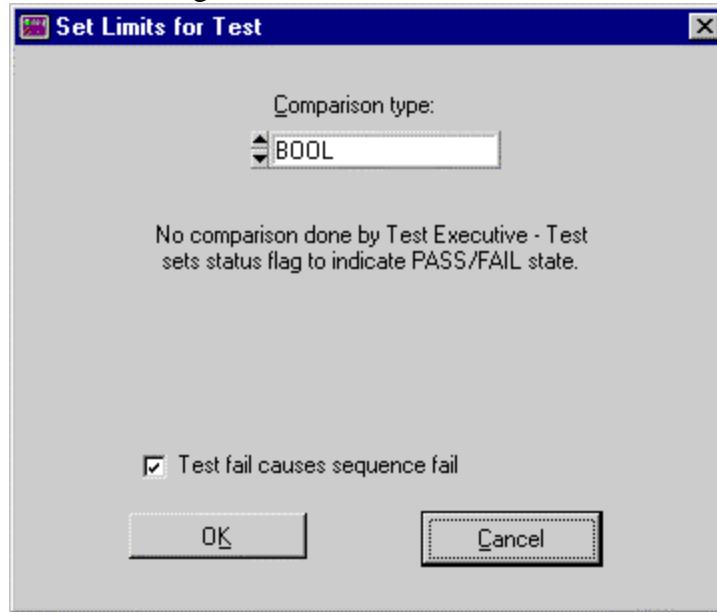 Set Limits for Test
Comparison type:
BOOL
No comparison done by Test Executive - Test
sets status flag to indicate PASS/FAIL state.
Test fail causes sequence fail
OK
Cancel